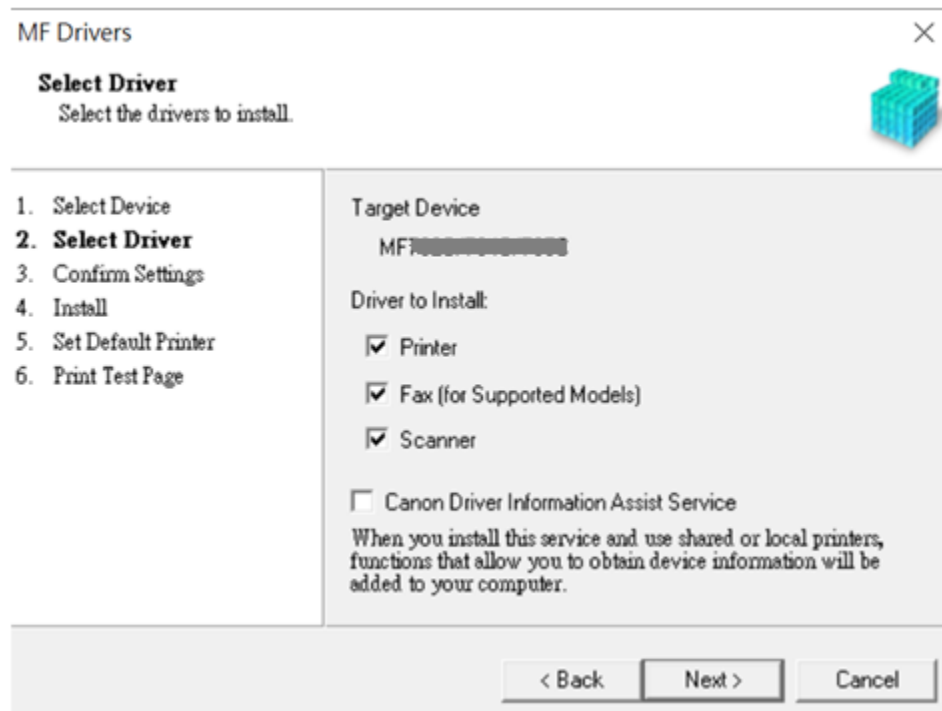 MF Drivers
Select Driver
Select the drivers to install.
1. Select Device
2. Select Driver
3. Confirm Settings
4. Install
5. Set Default Printer
6. Print Test Page
Target Device
Driver to Install:
Printer
Fax (for Supported Models)
Scanner
Canon Driver Information Assist Service
When you install this service and use shared or local printers,
functions that allow you to obtain device information will be
added to your computer.
< Back
Next >
Cancel